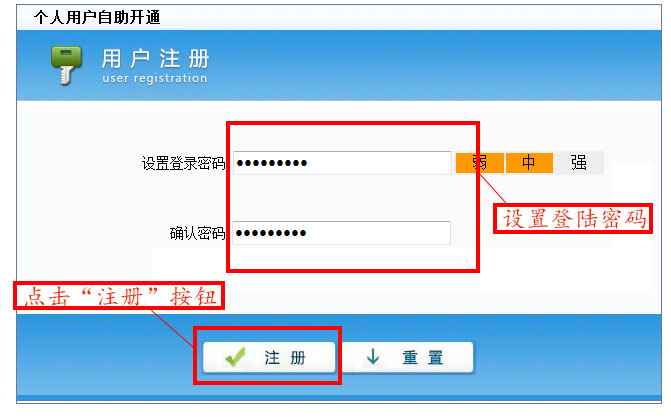 个人用户自助开通
用户注册
user registration
设置登录密码 ●●●●●●●●● 弱 中 强
设置登陆密码
确认密码 ●●●●●●●●●
点击“注册”按钮
注册 重置